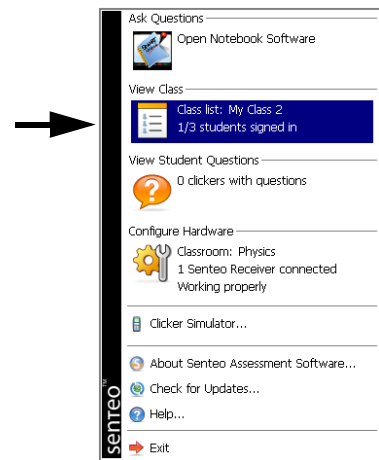 Ask Questions
Open Notebook Software
View Class
Class list: My Class 2
1/3 students signed in
View Student Questions
0 clickers with questions
Configure Hardware
Classroom: Physics
1 Senteo Receiver connected
Working properly
Clicker Simulator...
About Senteo Assessment Software...
Check for Updates...
Help...
Exit
senteo™